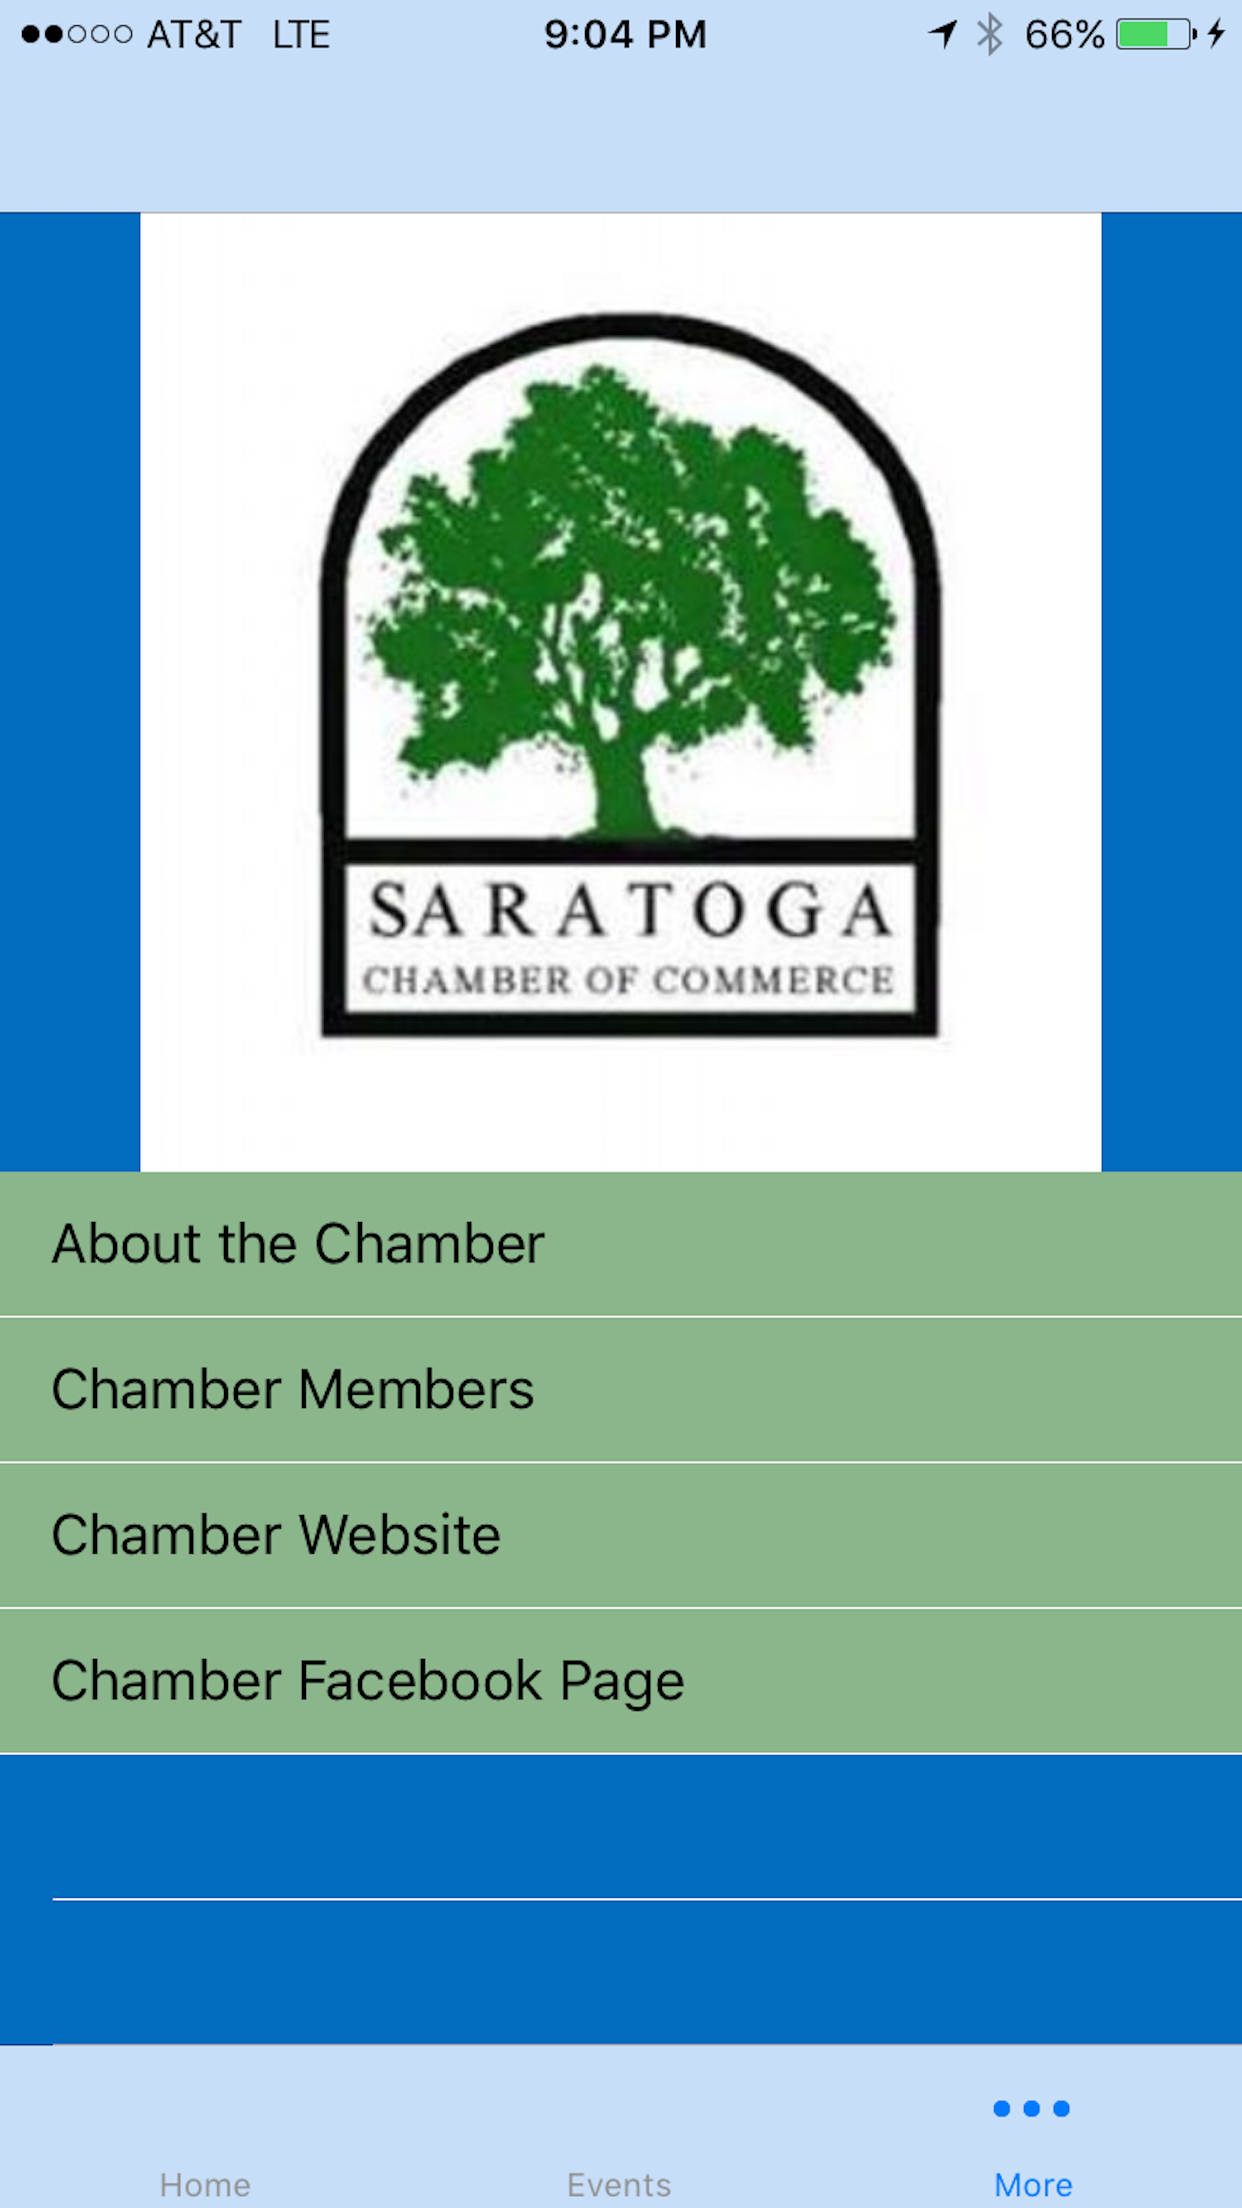 AT&T LTE 9:04 PM 66%
SARATOGA
CHAMBER OF COMMERCE
About the Chamber
Chamber Members
Chamber Website
Chamber Facebook Page
Home Events More